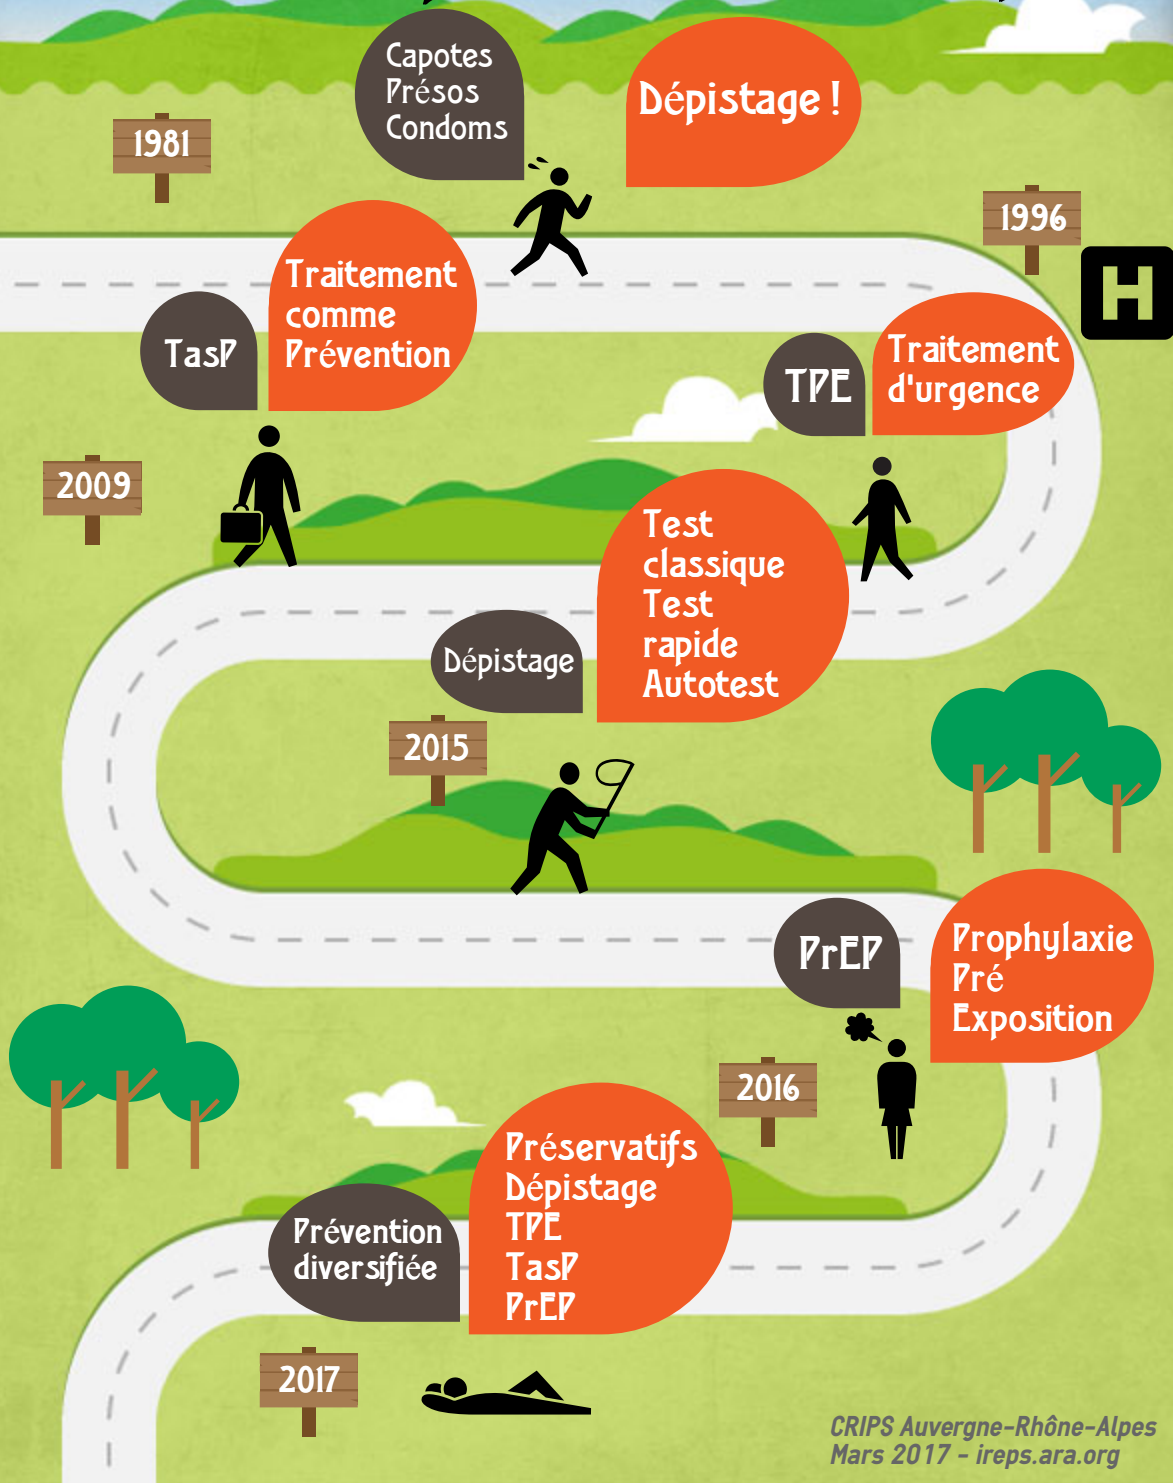 Capotes
Présos
Condoms
Dépistage !
1981
1996
H
Traitement
comme
Prévention
TasP
TPE
Traitement
d'urgence
2009
Test
classique
Test
rapide
Autotest
Dépistage
2015
PrEP
Prophylaxie
Pré
Exposition
2016
Préservatifs
Dépistage
TPE
TasP
PrEP
Prévention
diversifiée
2017
CRIPS Auvergne-Rhône-Alpes
Mars 2017 - ireps.ara.org